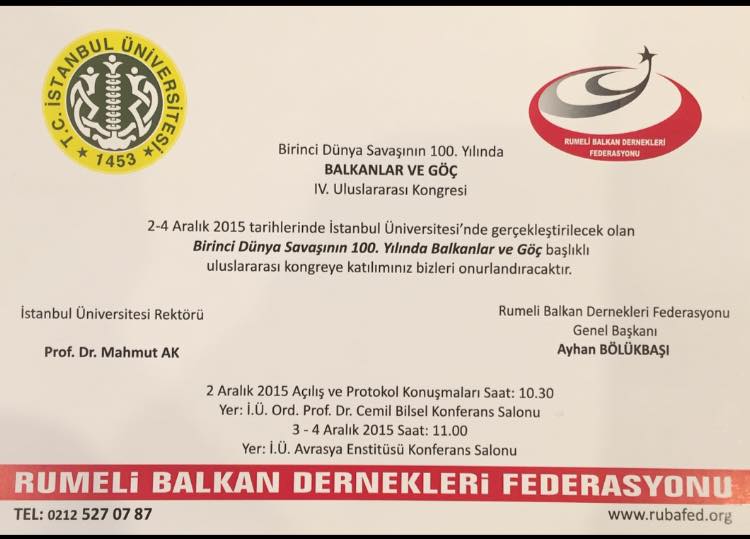 T.C. İSTANBUL ÜNİVERSİTESİ
1453
RUMELİ BALKAN DERNEKLERİ
FEDERASYONU
Birinci Dünya Savaşının 100. Yılında
BALKANLAR VE GÖÇ
IV. Uluslararası Kongresi
2-4 Aralık 2015 tarihlerinde İstanbul Üniversitesi'nde gerçekleştirilecek olan
Birinci Dünya Savaşının 100. Yılında Balkanlar ve Göç başlıklı
uluslararası kongreye katılımınız bizleri onurlandıracaktır.
İstanbul Üniversitesi Rektörü
Prof. Dr. Mahmut AK
Rumeli Balkan Dernekleri Federasyonu
Genel Başkanı
Ayhan BÖLÜKBAŞI
2 Aralık 2015 Açılış ve Protokol Konuşmaları Saat: 10.30
Yer: İ.Ü. Ord. Prof. Dr. Cemil Bilsel Konferans Salonu
3 - 4 Aralık 2015 Saat: 11.00
Yer: İ.Ü. Avrasya Enstitüsü Konferans Salonu
RUMELi BALKAN DERNEKLERi FEDERASYONU
TEL: 0212 527 07 87
www.rubafed.org